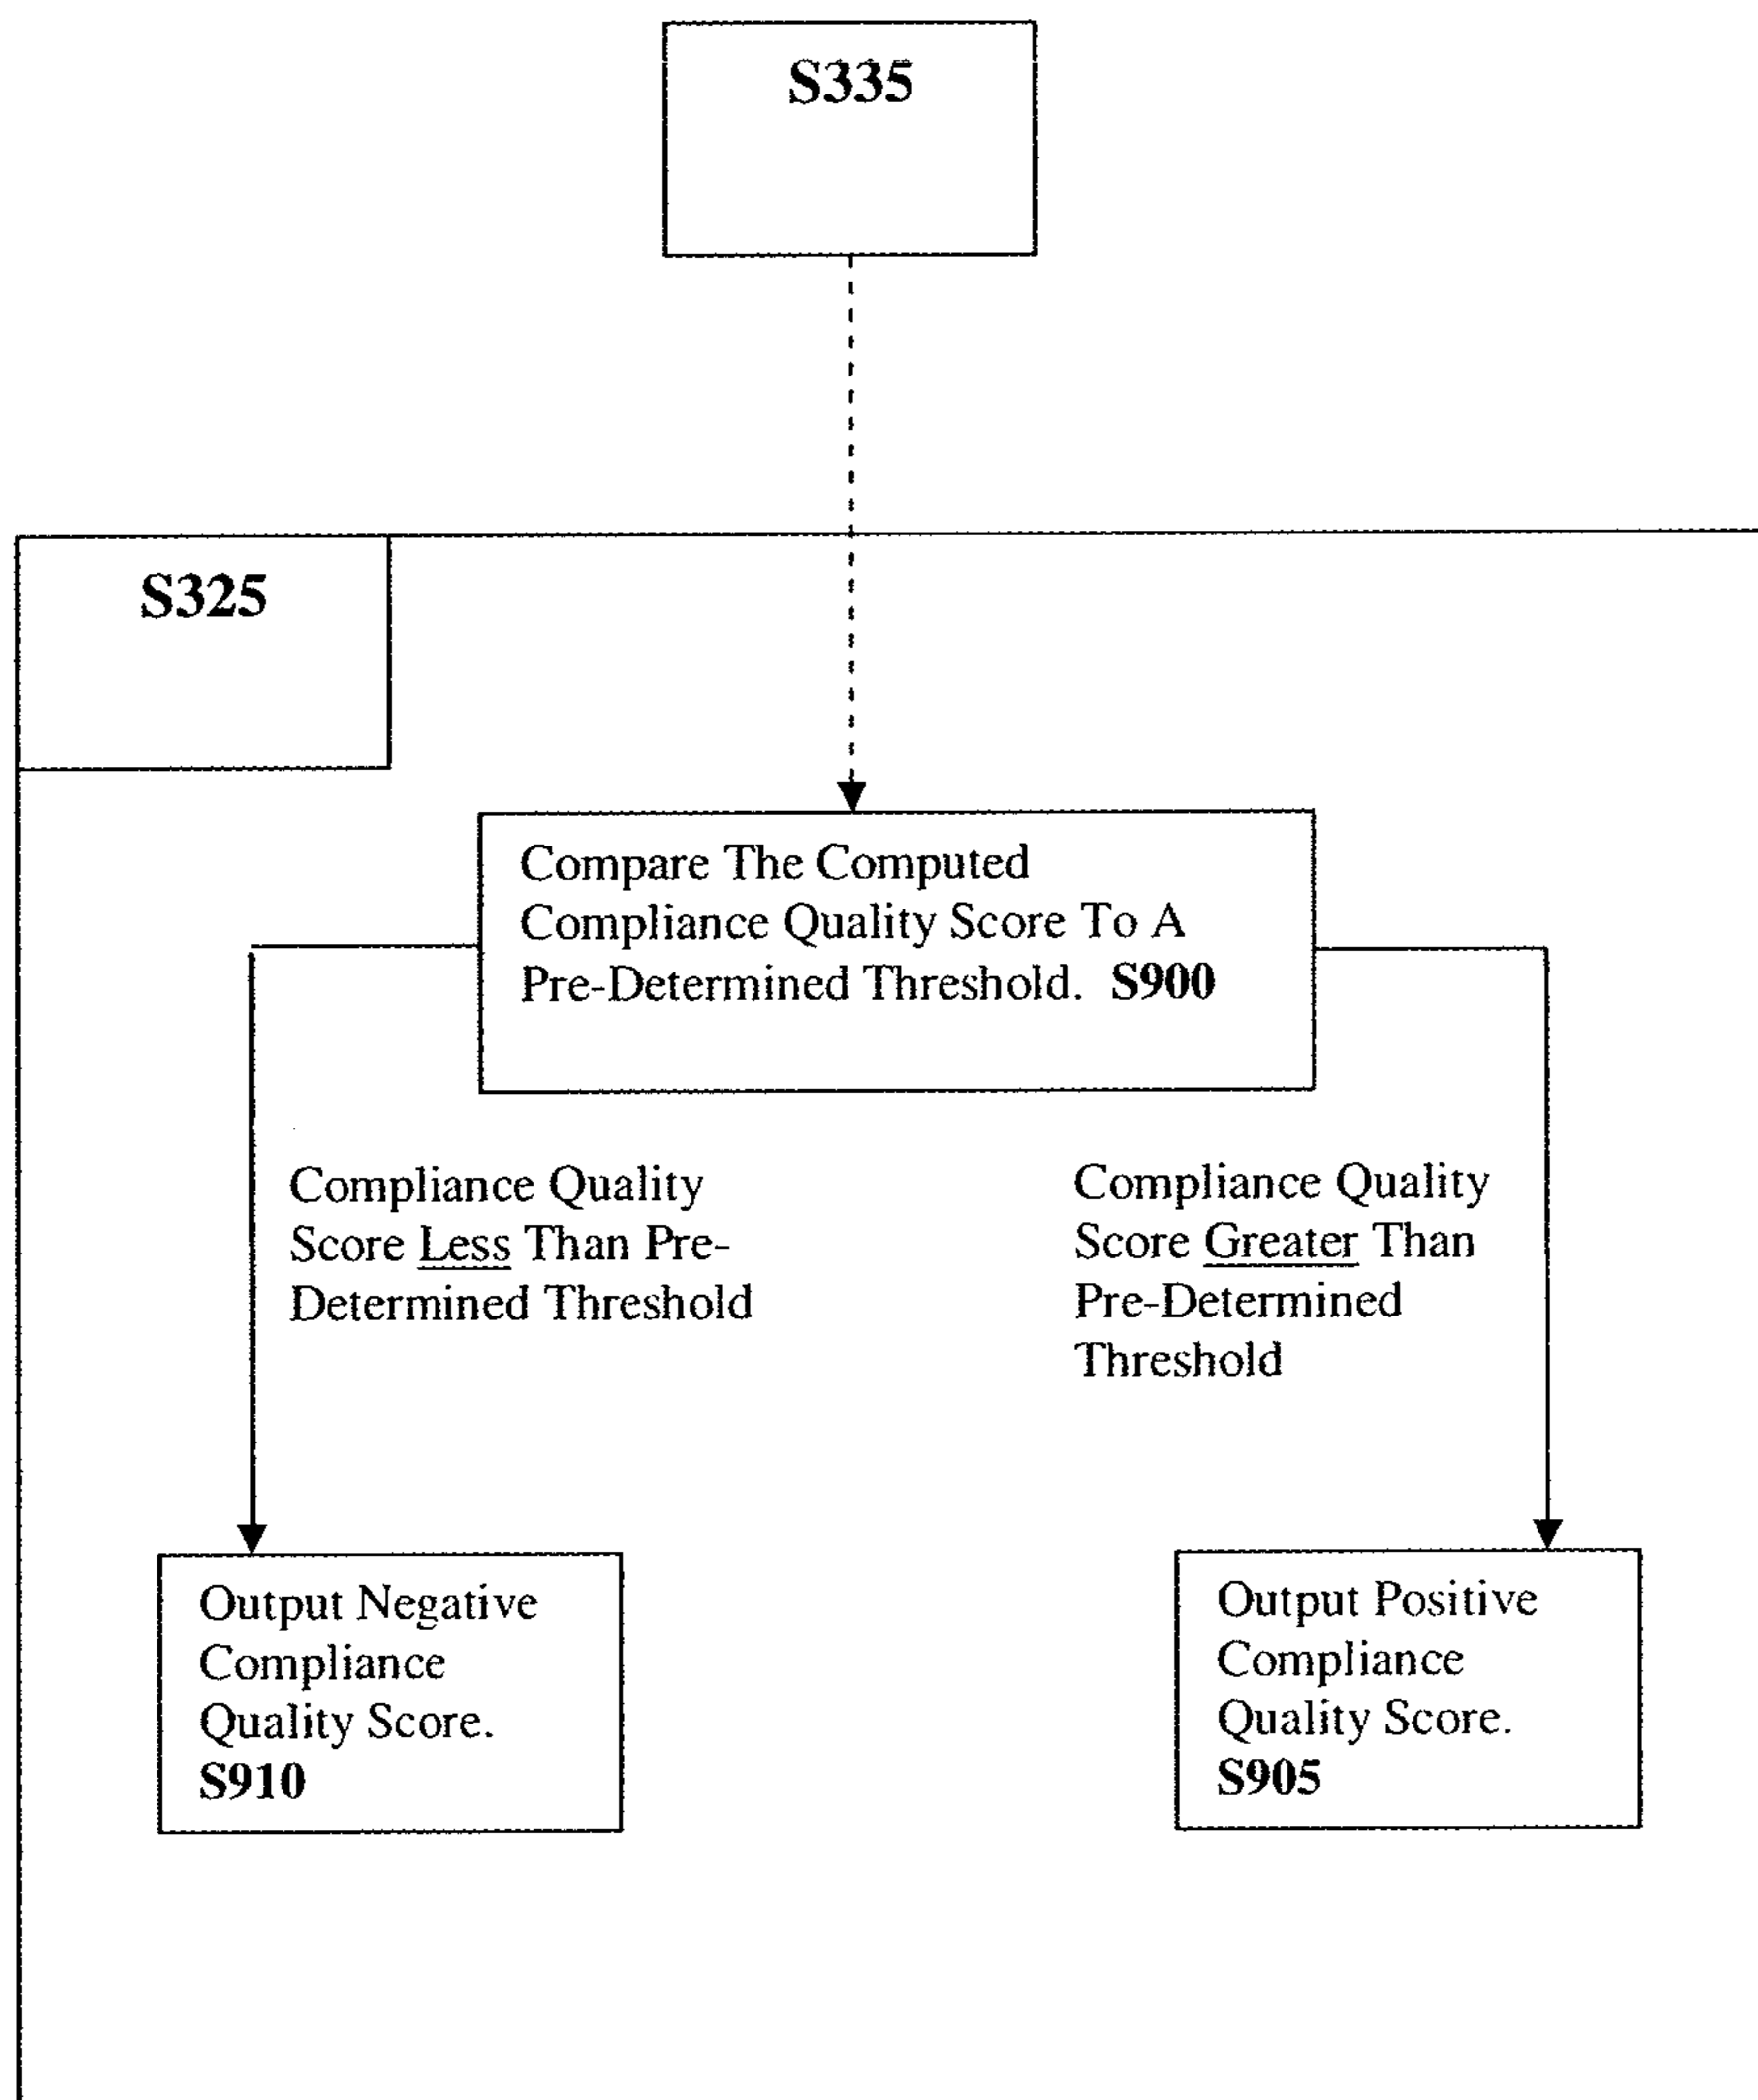 S335
S325
Compare The Computed
Compliance Quality Score To A
Pre-Determined Threshold. S900
Compliance Quality
Score Less Than Pre-
Determined Threshold
Compliance Quality
Score Greater Than
Pre-Determined
Threshold
Output Negative
Compliance
Quality Score.
S910
Output Positive
Compliance
Quality Score.
S905